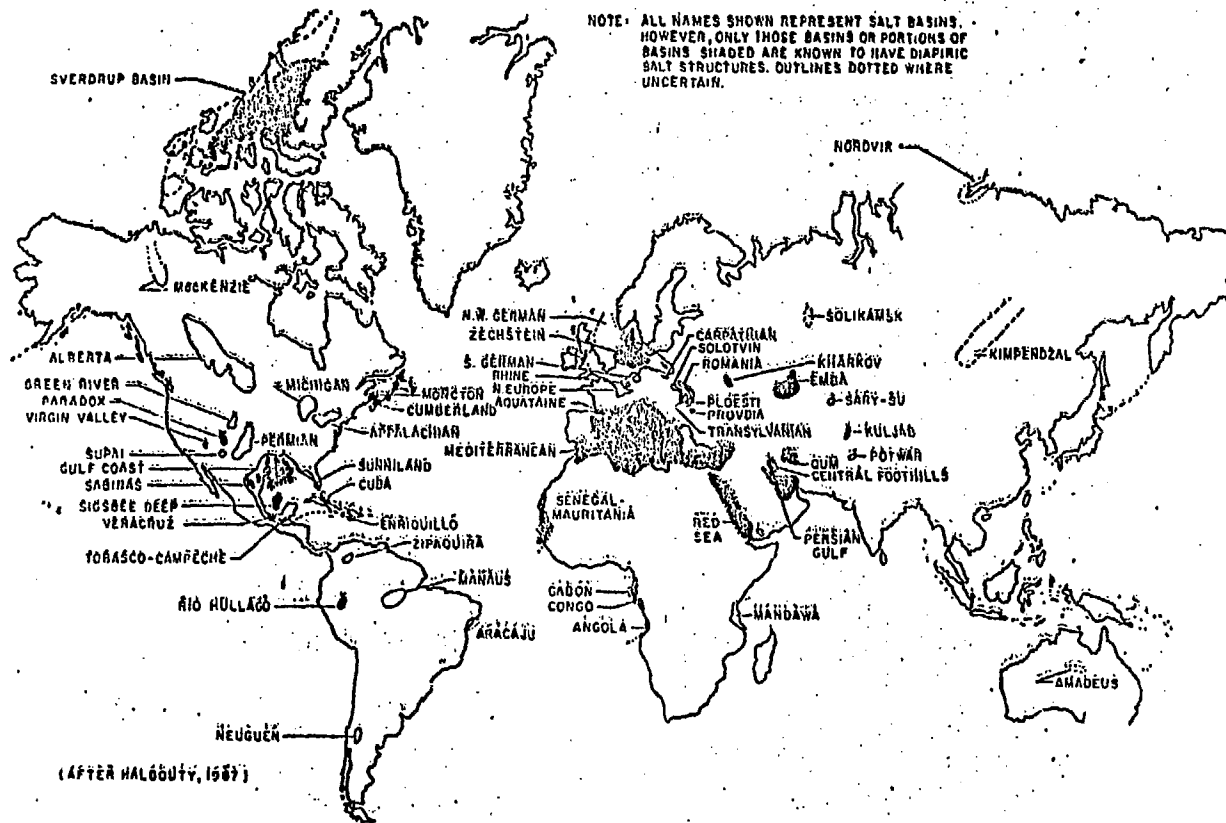 NOTE: ALL NAMES SHOWN REPRESENT SALT BASINS.
HOWEVER, ONLY THOSE BASINS OR PORTIONS OF
BASINS SHADED ARE KNOWN TO HAVE DIAPIRIC
SALT STRUCTURES. OUTLINES DOTTED WHERE
UNCERTAIN.
SVERDRUP BASIN
NORDVIK
MACKENZIE
N.W. GERMAN
ZECHSTEIN
S. GERMAN
RHINE
N. EUROPE
AQUATAINE
MEDITERRANEAN
CARPATHIAN
SOLOTVIN
ROMANIA
PLOESTI
PROVDIA
TRANSYLVANIAN
SOLIKAMSK
KHARKOV
EMBA
SARY-SU
KULJAD
POTWAR
QUM
CENTRAL FOOTHILLS
KIMPENDZAL
ALBERTA
GREEN RIVER
PARADOX
VIRGIN VALLEY
SUPAI
GULF COAST
SABINAS
SIGSBEE DEEP
VERACRUZ
TOBASCO-CAMPECHE
MICHIGAN
PERMIAN
MONCTON
CUMBERLAND
APPALACHIAN
SUNNILAND
CUBA
ENRIQUILLO
ZIPAQUIRA
MANAUS
RIO HULLAGO
ARACAJU
NEUGUEN
SENEGAL-
MAURITANIA
RED
SEA
PERSIAN
GULF
GABON
CONGO
ANGOLA
MANDAWA
AMADEUS
(AFTER HALBOUTY, 1967)